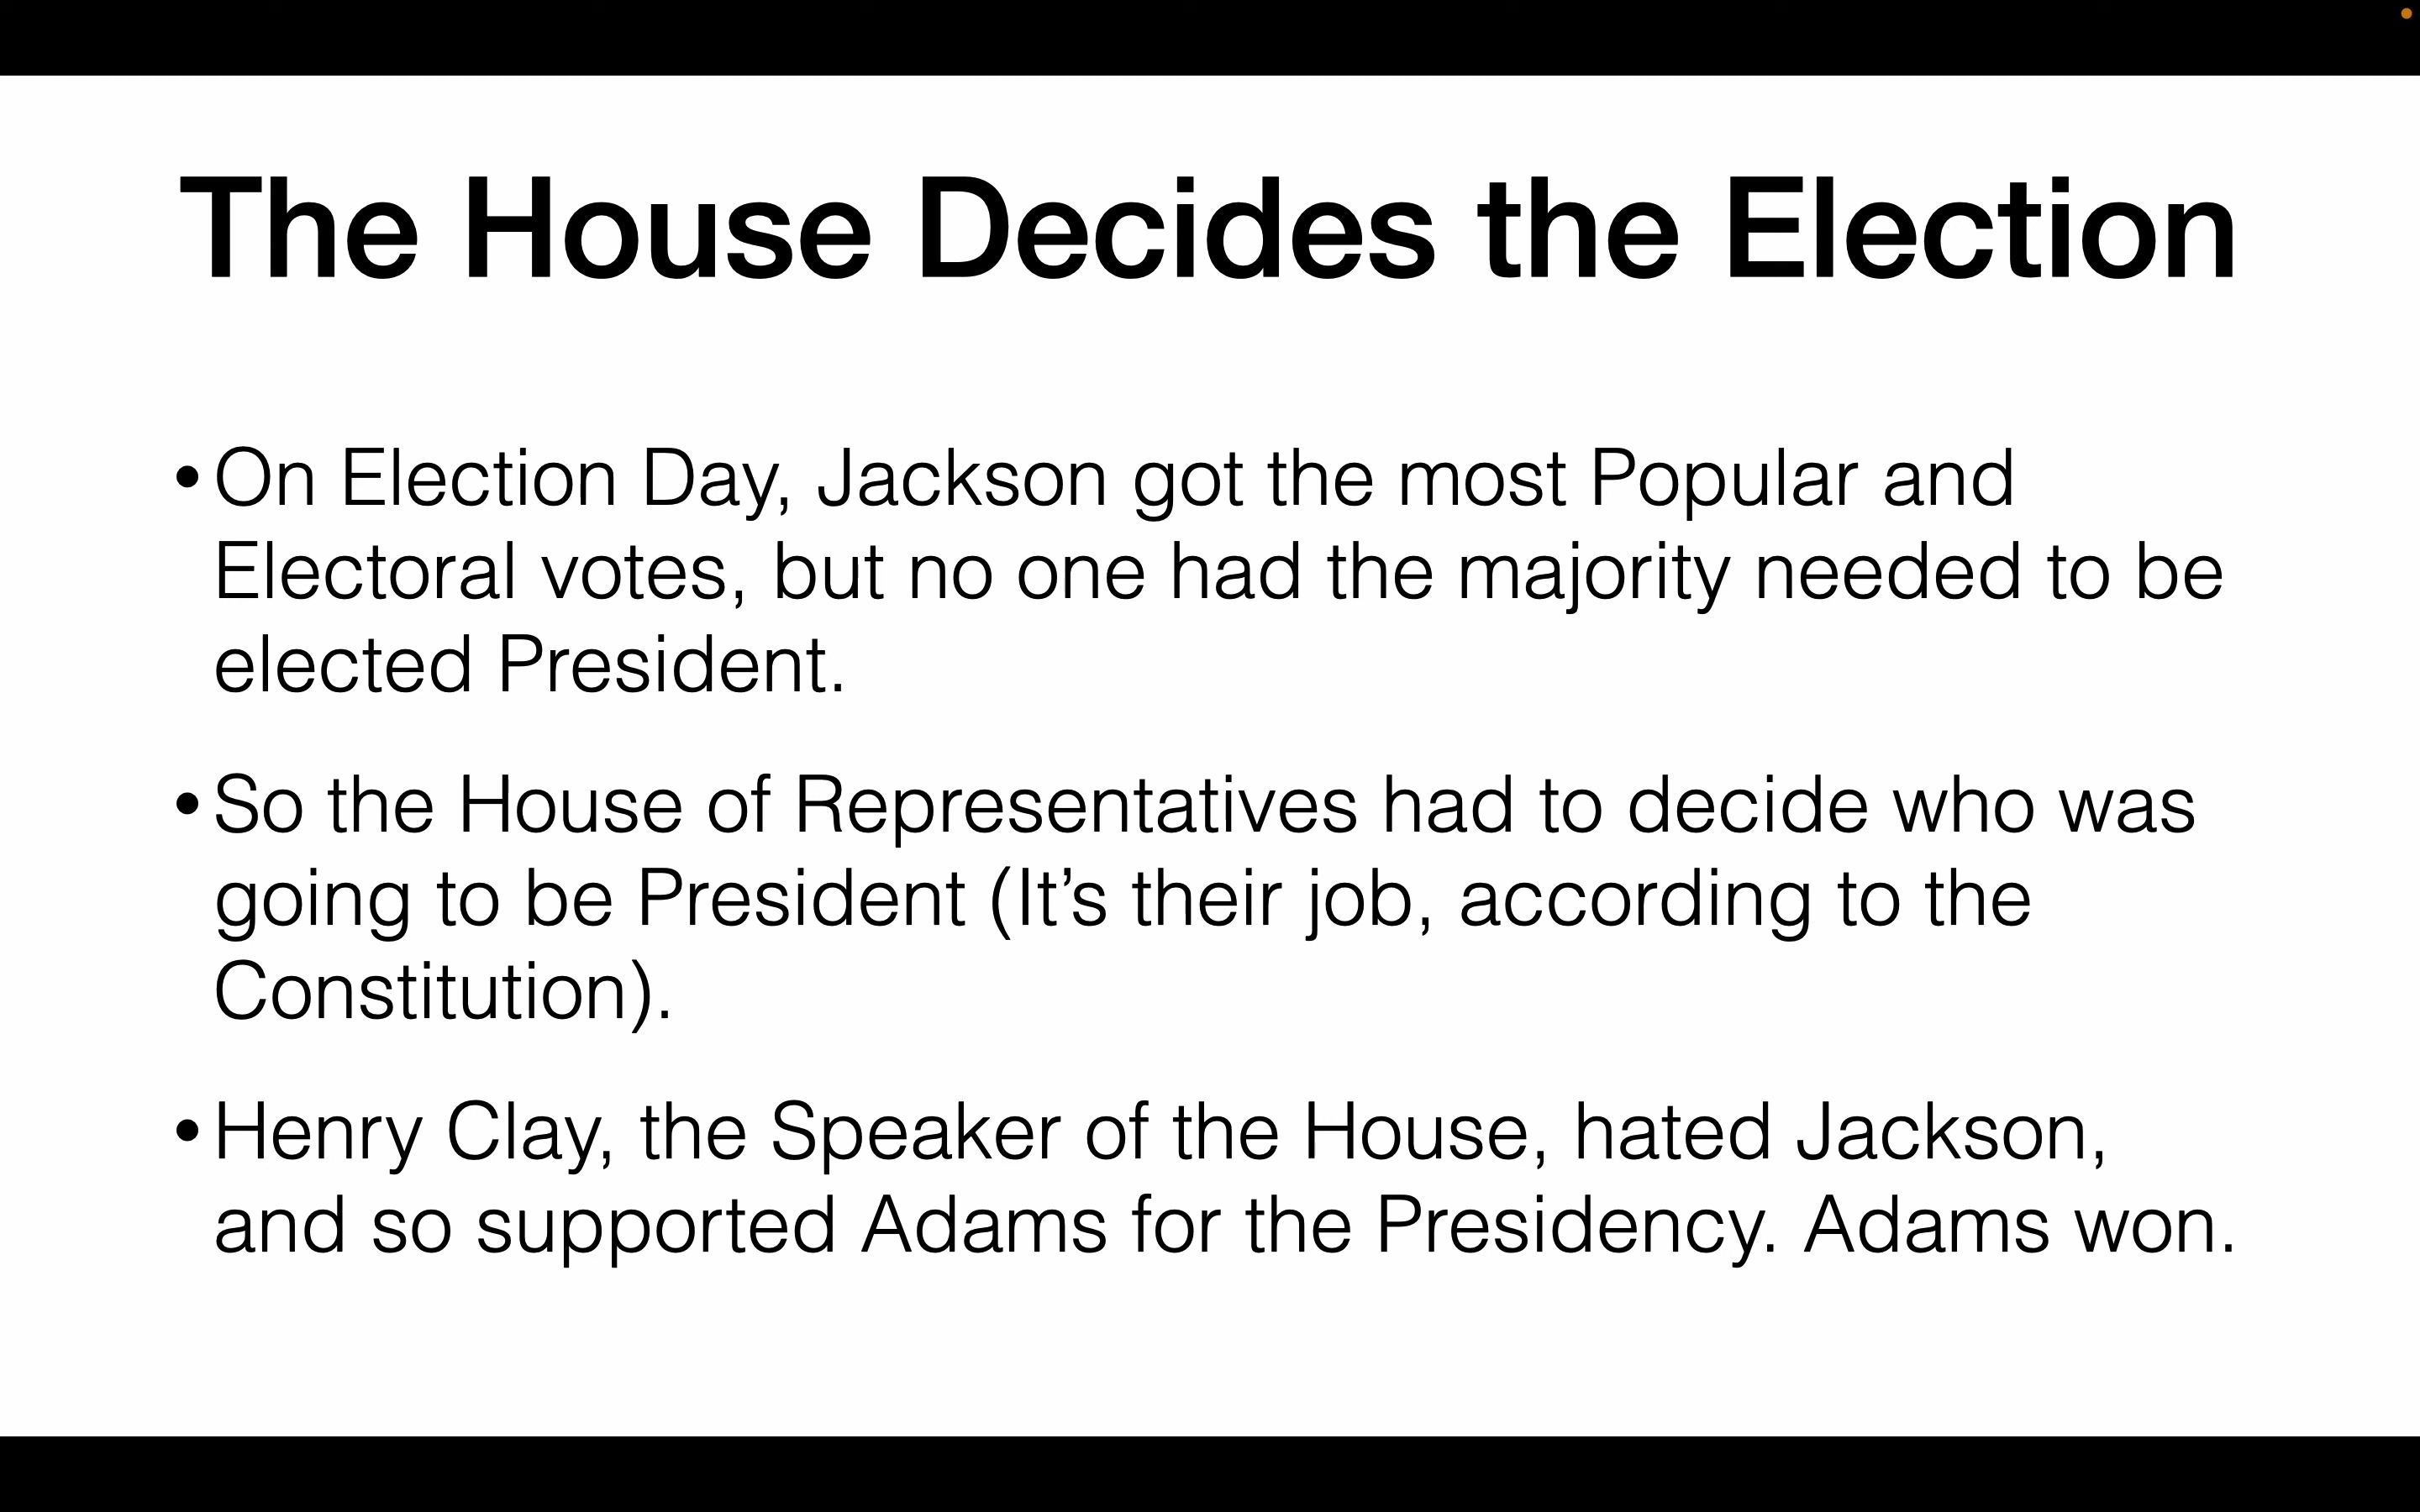 The House Decides the Election
• On Election Day, Jackson got the most Popular and
Electoral votes, but no one had the majority needed to be
elected President.
• So the House of Representatives had to decide who was
going to be President (It’s their job, according to the
Constitution).
• Henry Clay, the Speaker of the House, hated Jackson,
and so supported Adams for the Presidency. Adams won.